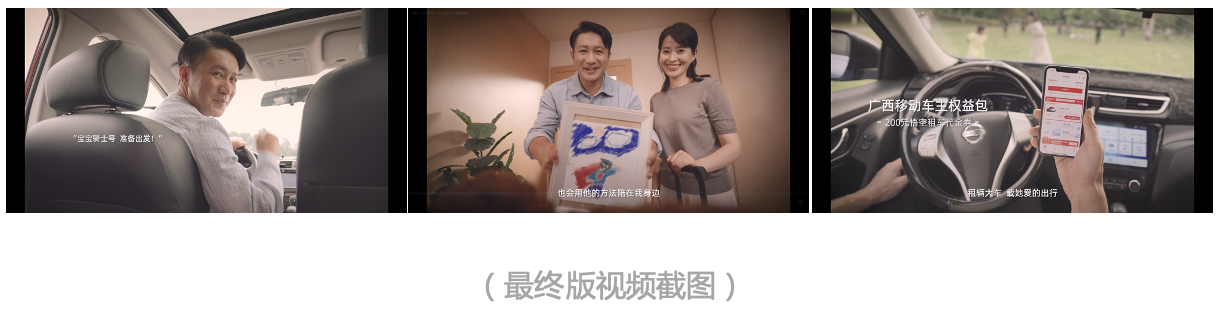 "宝宝骑士号 准备出发！"
也会用他的方法陪在我身边
广西移动车主权益包
- 200元悟空租车代金券 -
租辆大车 载她爱的出行
（最终版视频截图）